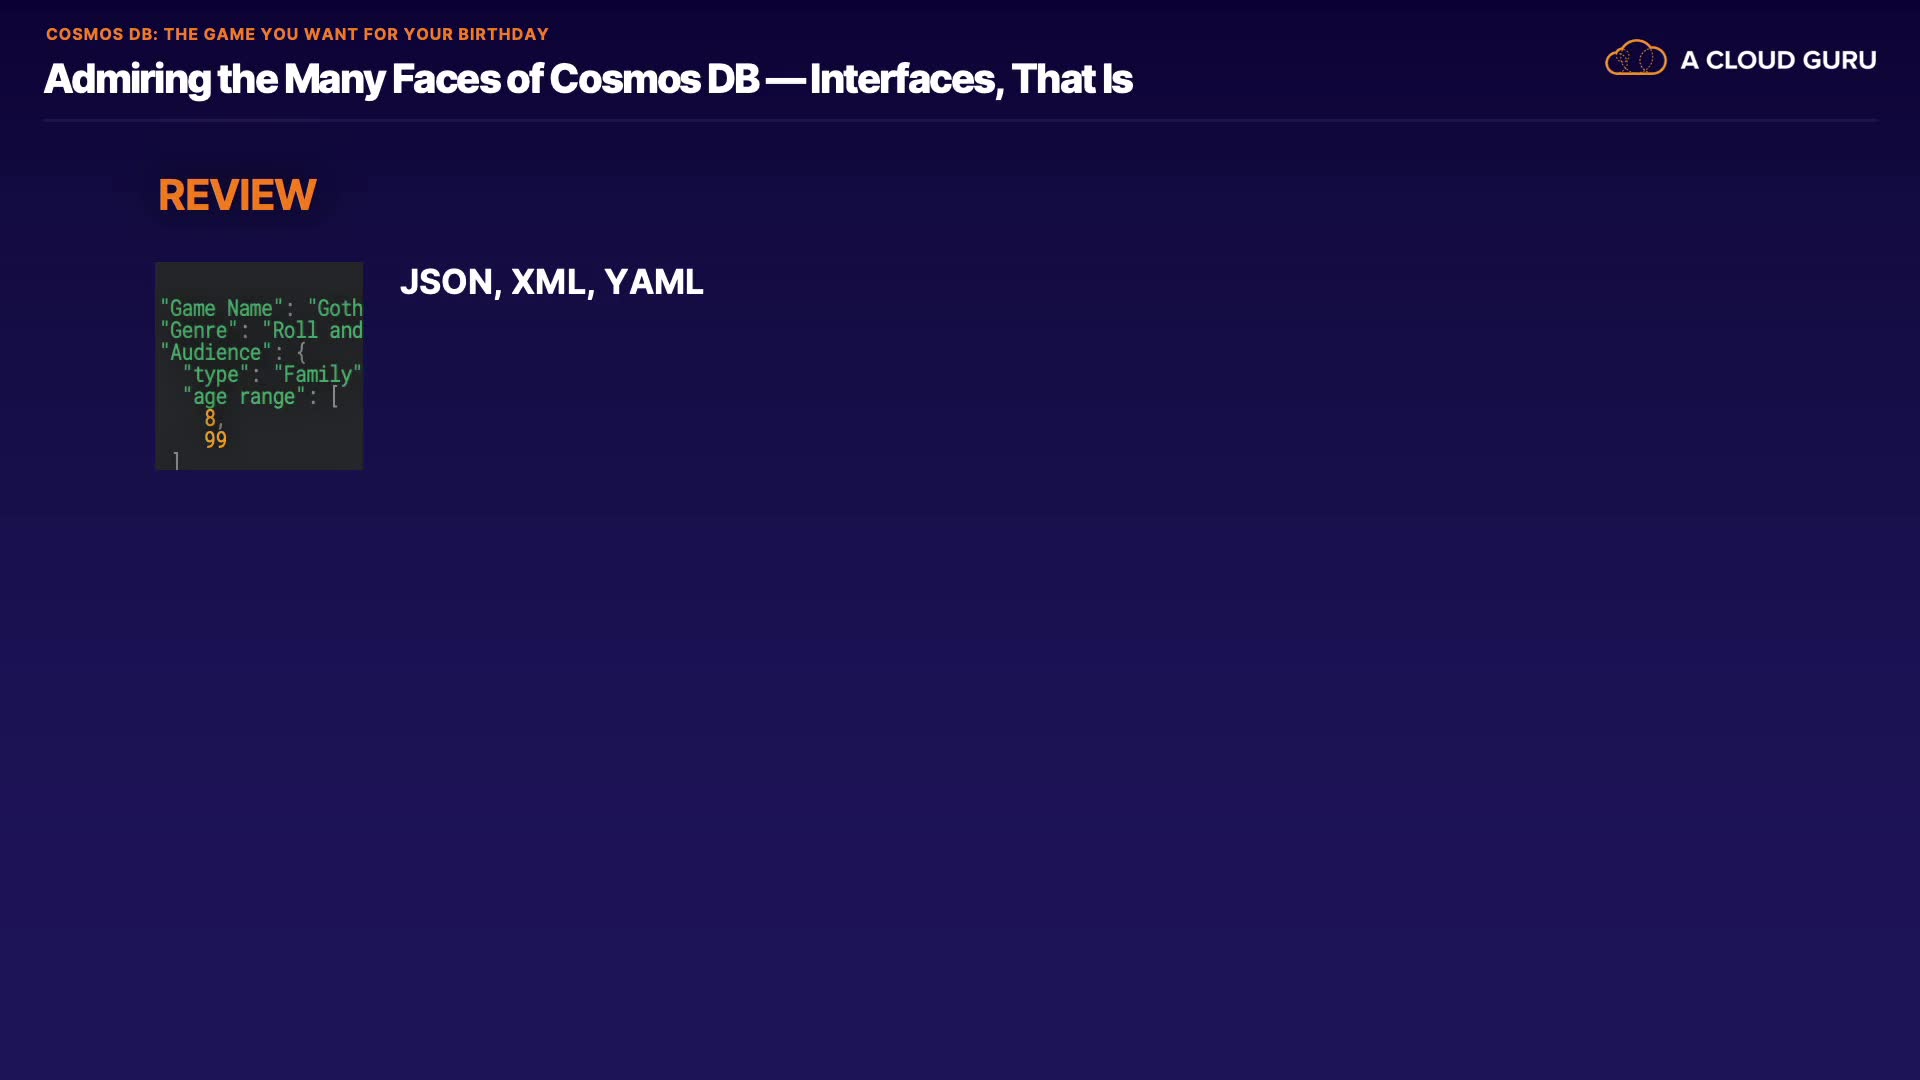 COSMOS DB: THE GAME YOU WANT FOR YOUR BIRTHDAY
Admiring the Many Faces of Cosmos DB — Interfaces, That Is
A CLOUD GURU
REVIEW
JSON, XML, YAML
"Game Name": "Goth
"Genre": "Roll and
"Audience": {
"type": "Family"
"age range": [
8,
99
]